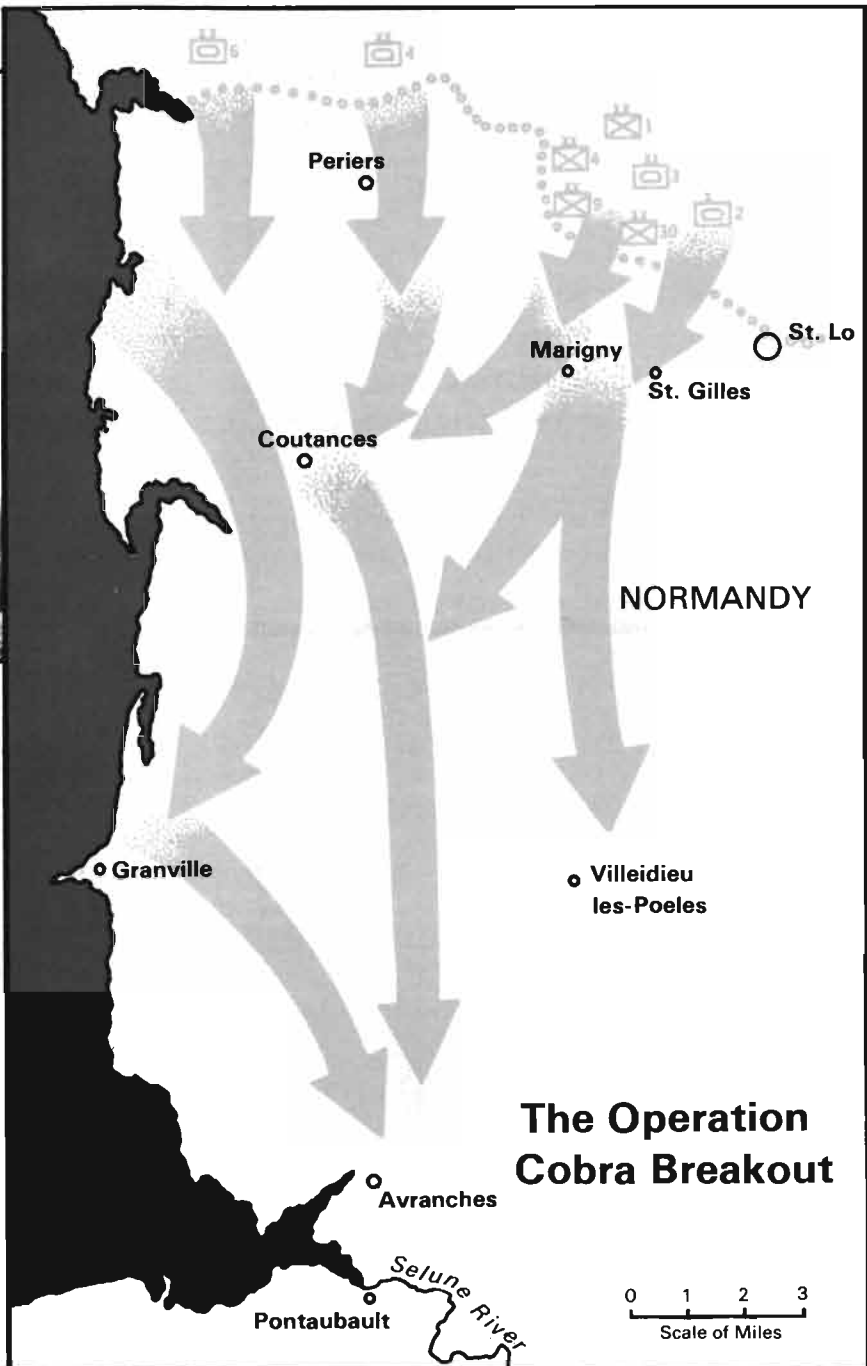 6
4
1
4
3
9
2
30
Periers
St. Lo
Marigny
St. Gilles
Coutances
NORMANDY
Granville
Villeidieu
les-Poeles
The Operation
Cobra Breakout
Avranches
Selune River
Pontaubault
0 1 2 3
Scale of Miles